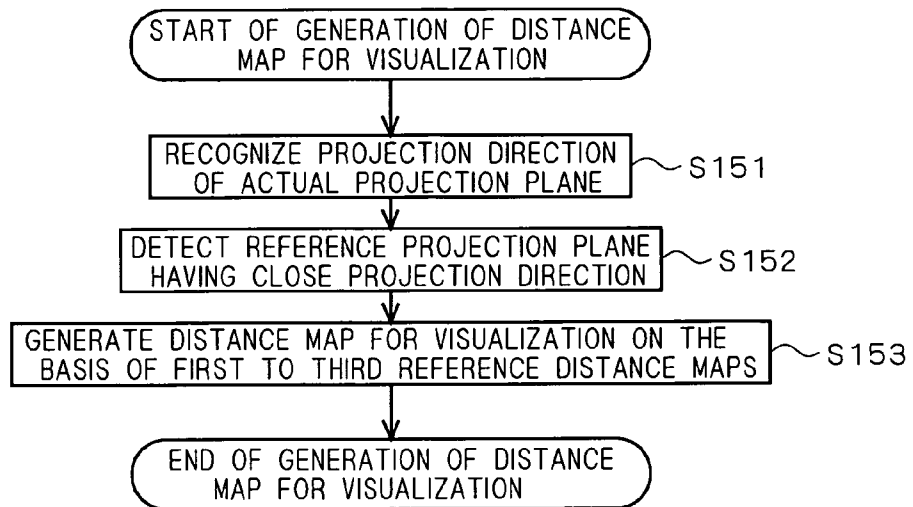 START OF GENERATION OF DISTANCE
MAP FOR VISUALIZATION
RECOGNIZE PROJECTION DIRECTION
OF ACTUAL PROJECTION PLANE
S151
DETECT REFERENCE PROJECTION PLANE
HAVING CLOSE PROJECTION DIRECTION
S152
GENERATE DISTANCE MAP FOR VISUALIZATION ON THE
BASIS OF FIRST TO THIRD REFERENCE DISTANCE MAPS
S153
END OF GENERATION OF DISTANCE
MAP FOR VISUALIZATION